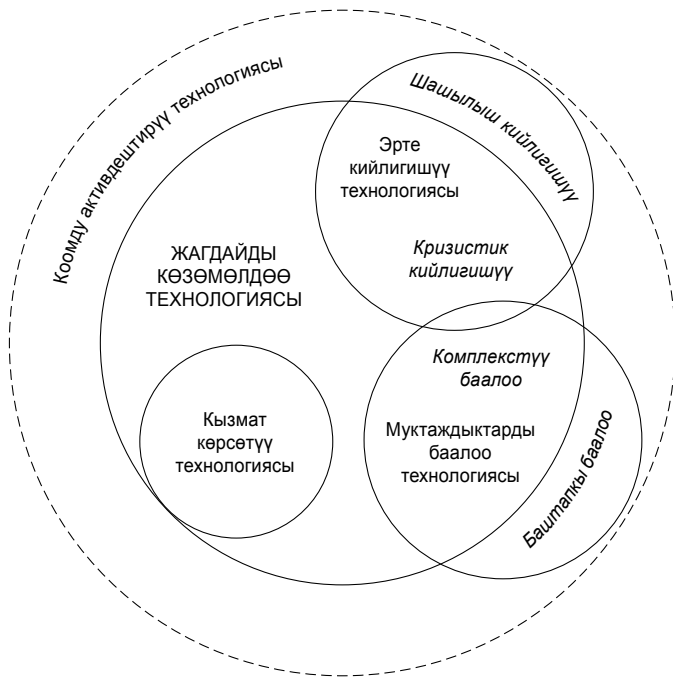 Коомду активдештирүү технологиясы
Шашылыш кийлигишүү
Эрте
кийлигишүү
технологиясы
Кризистик
кийлигишүү
ЖАГДАЙДЫ
КӨЗӨМӨЛДӨӨ
ТЕХНОЛОГИЯСЫ
Комплекстүү
баалоо
Муктаждыктарды
баалоо
технологиясы
Баштапкы баалоо
Кызмат
көрсөтүү
технологиясы